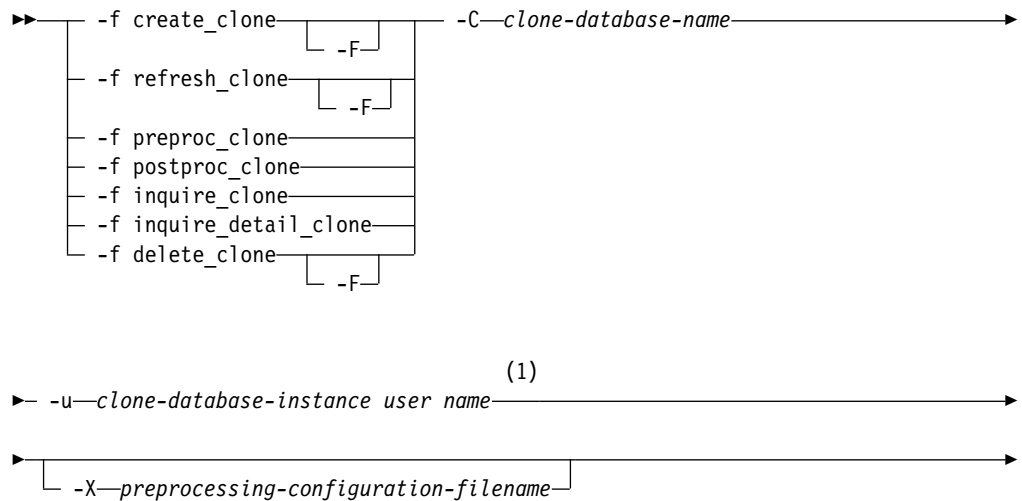 -f create_clone -F -C clone-database-name
-f refresh_clone -F
-f preproc_clone
-f postproc_clone
-f inquire_clone
-f inquire_detail_clone
-f delete_clone -F
(1)
-u clone-database-instance user name
-X preprocessing-configuration-filename